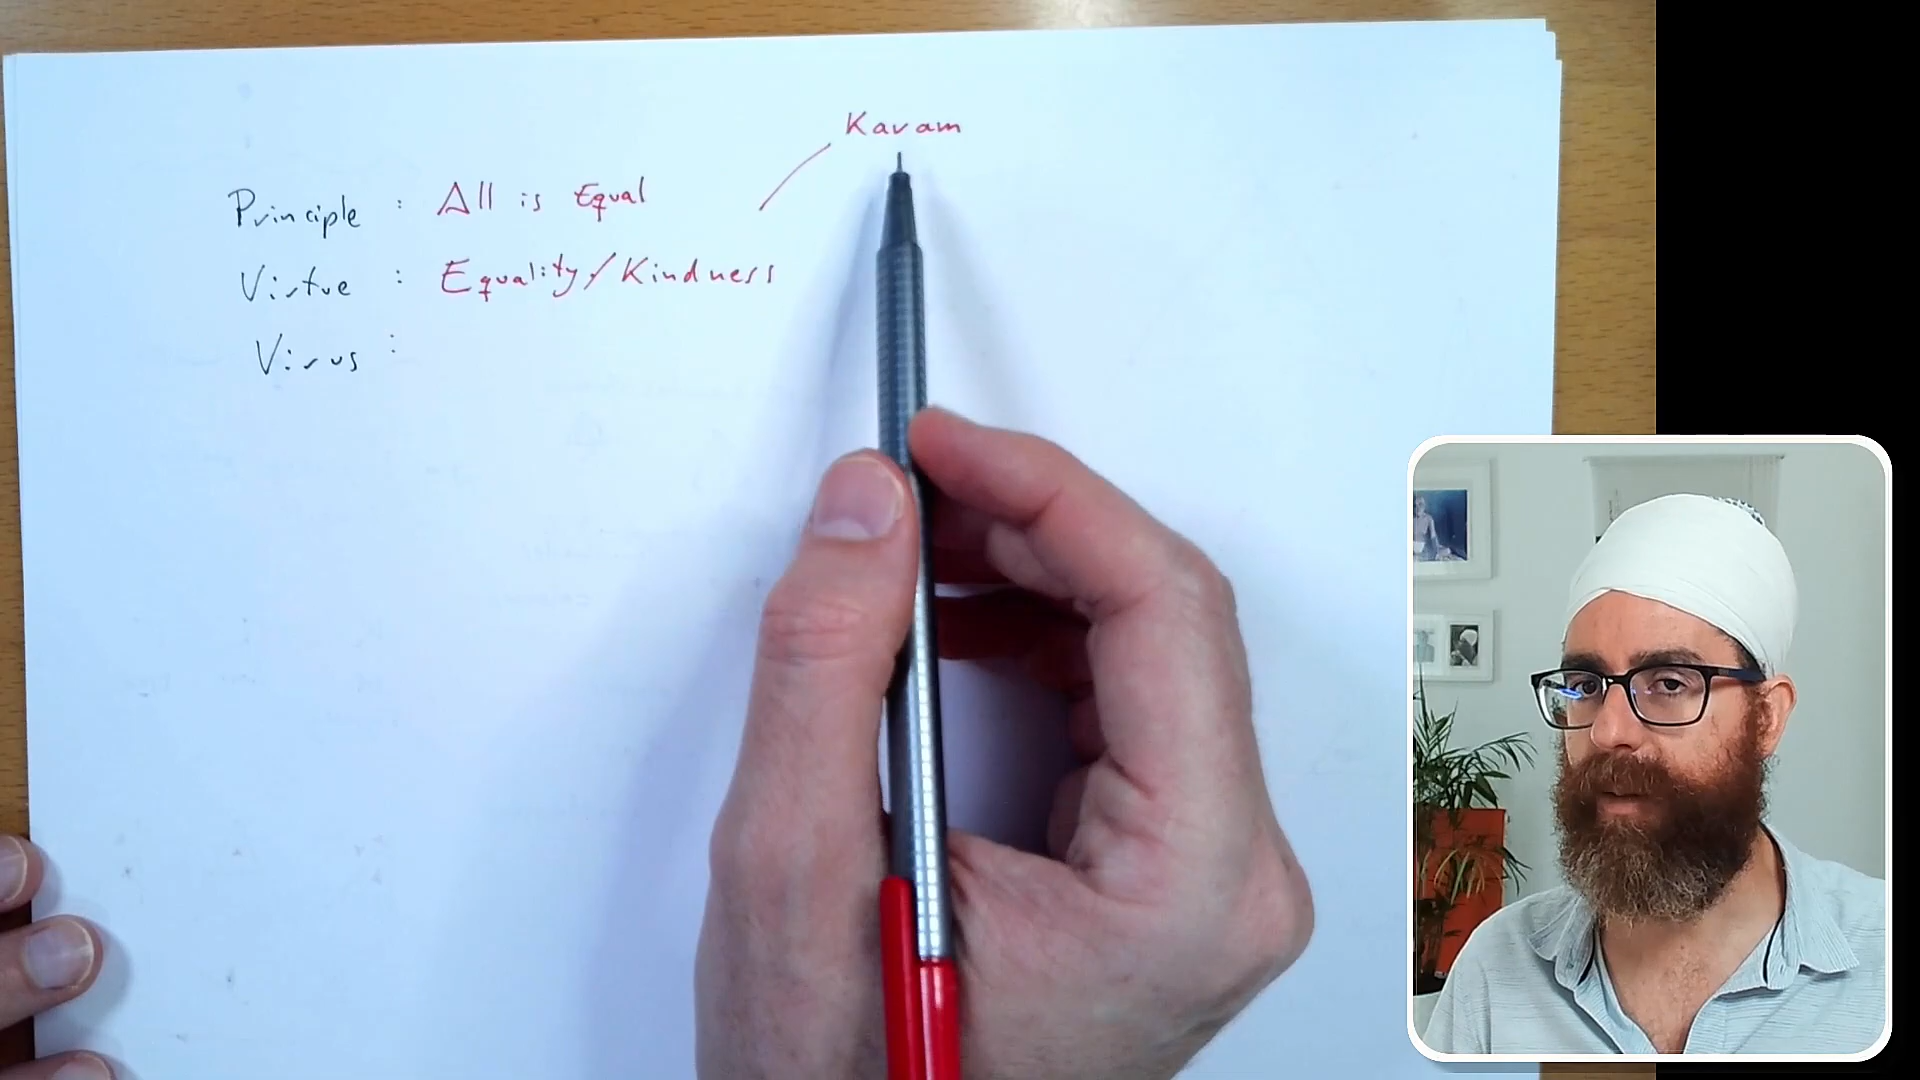 Karam
Principle : All is Equal
Virtue : Equality/Kindness
Virus :